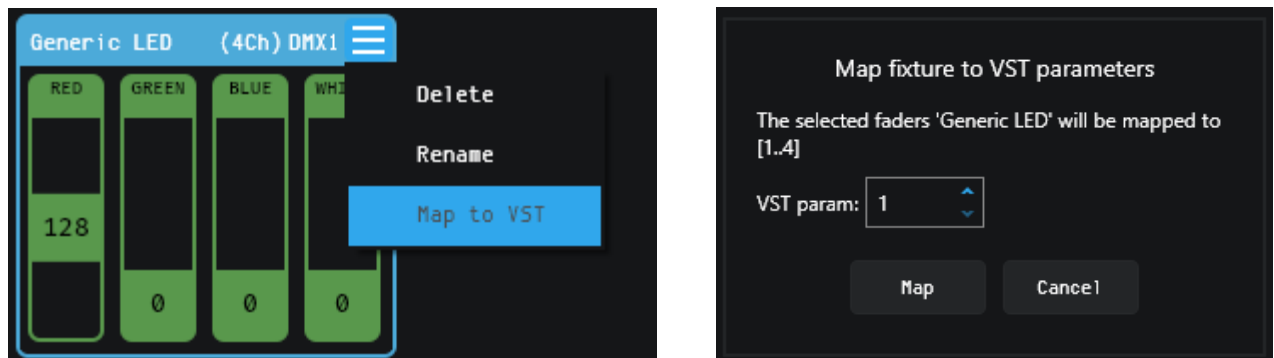 Generic LED (4Ch) DMX1
RED GREEN BLUE WHI
Delete
Rename
Map to VST
128
0 0 0
Map fixture to VST parameters
The selected faders 'Generic LED' will be mapped to
[1..4]
VST param: 1
Map Cancel